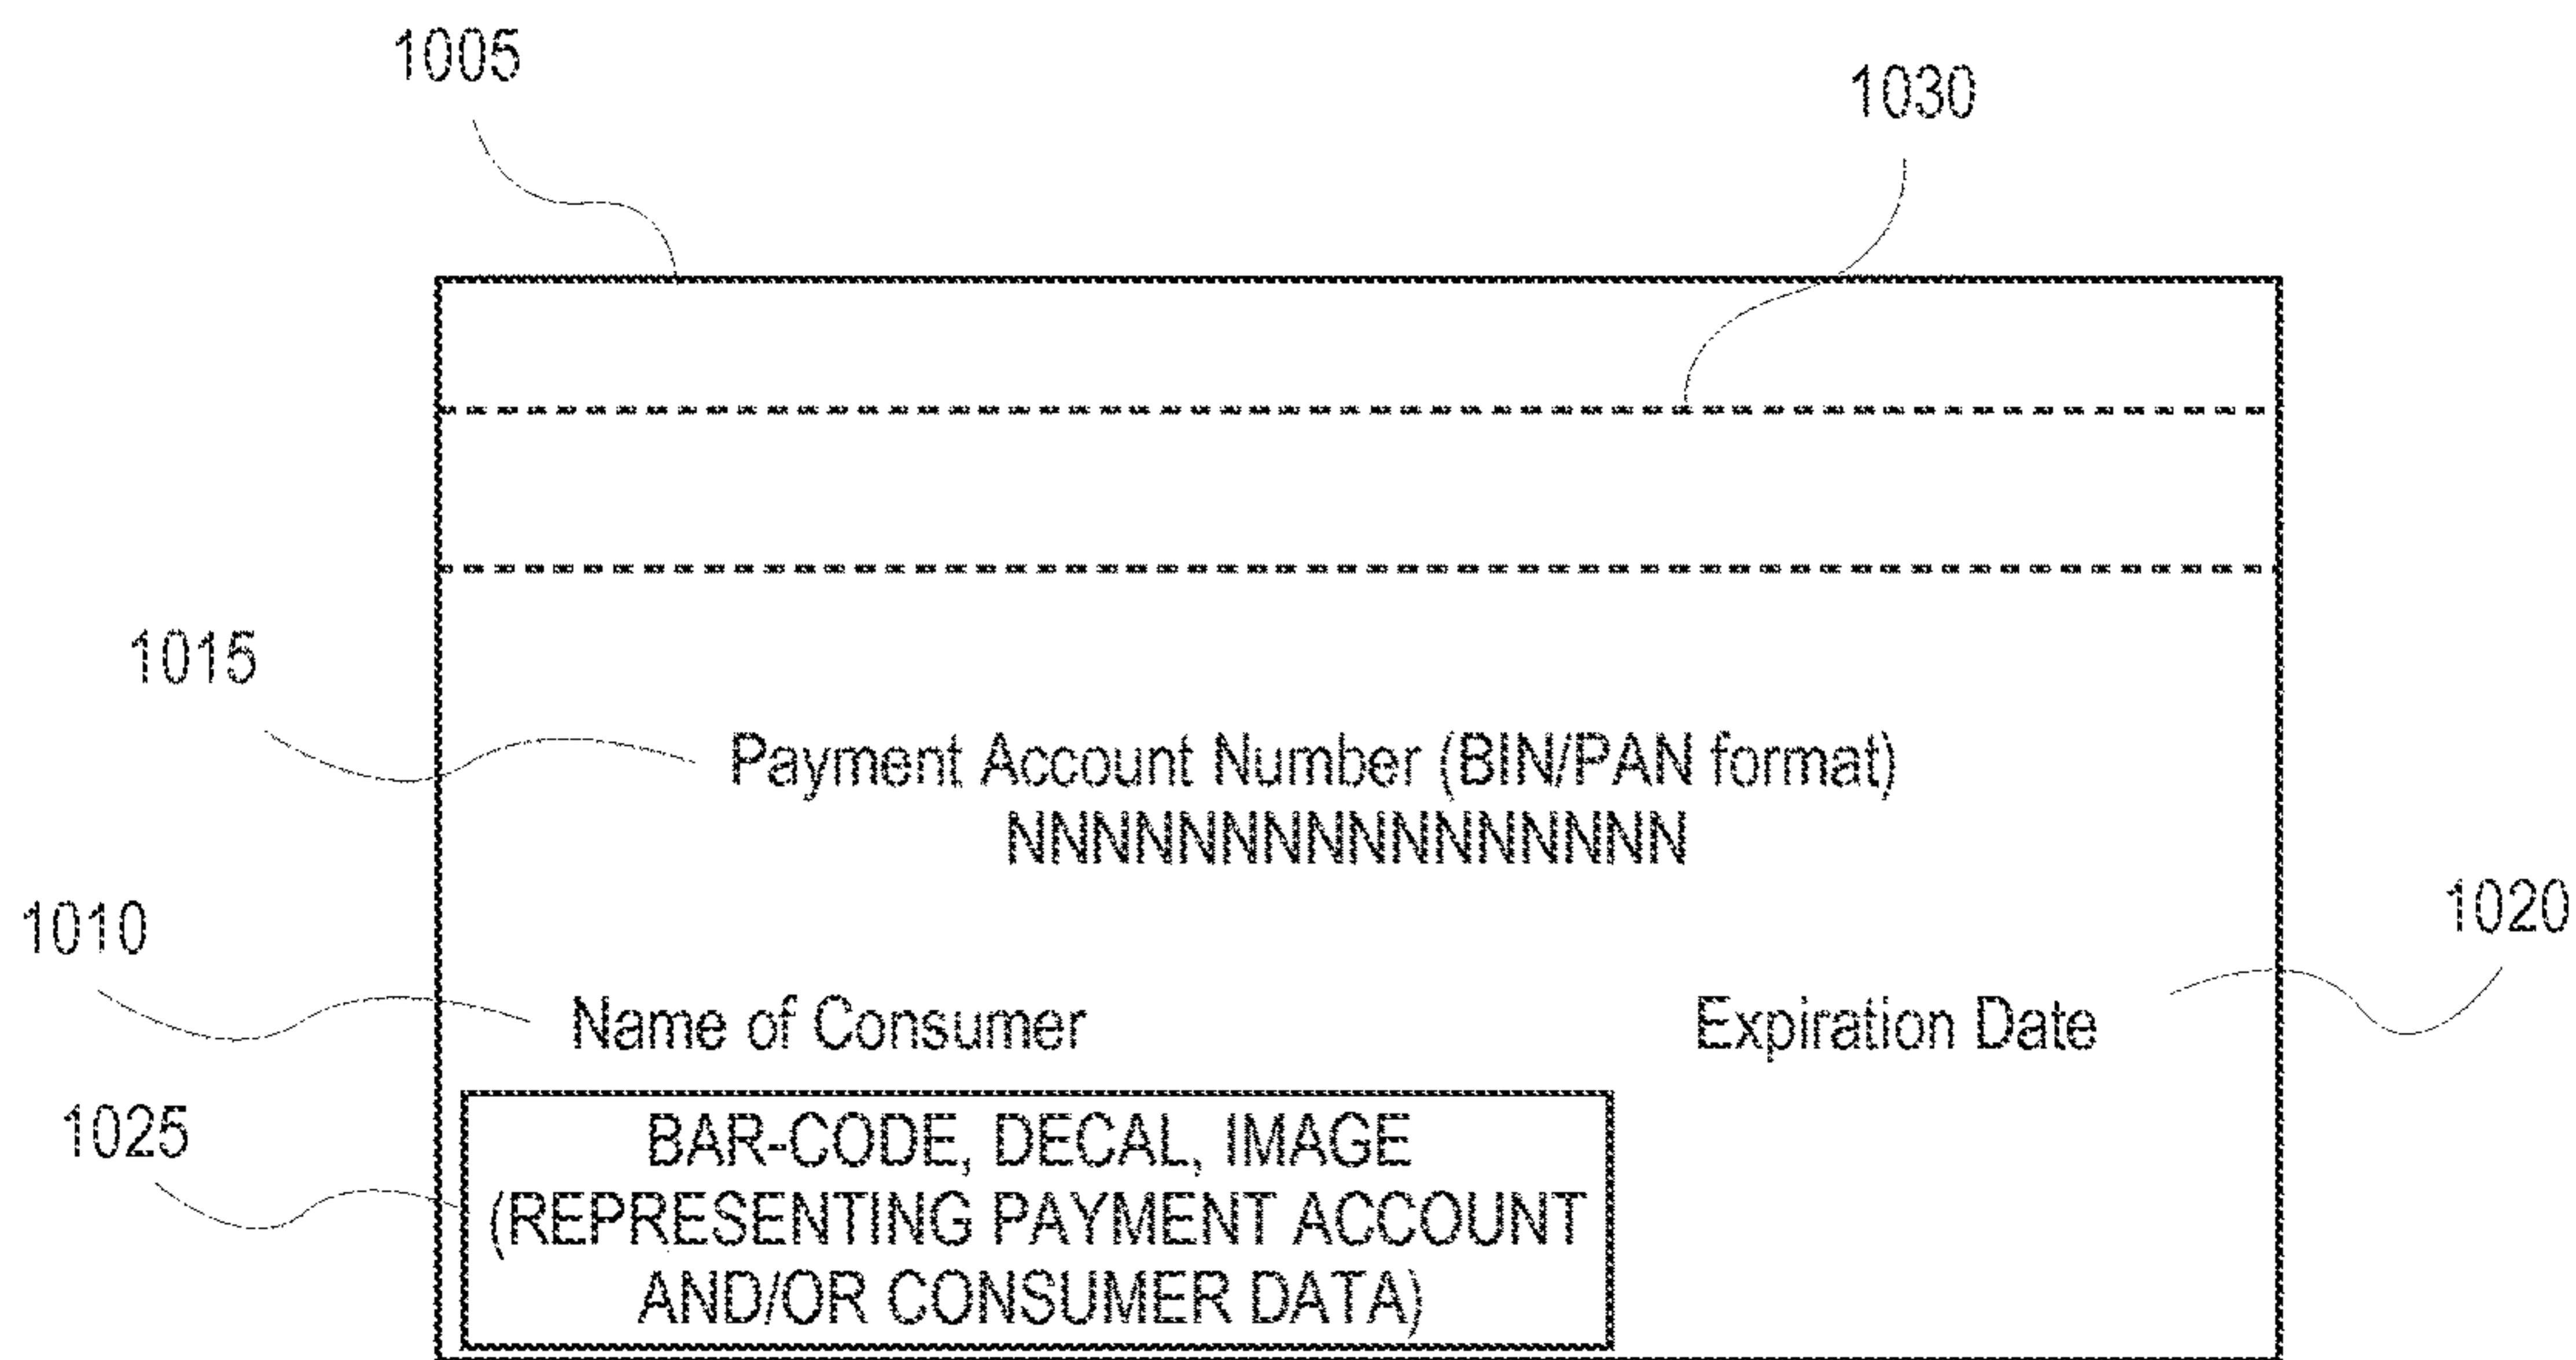 1005
1030
1015
Payment Account Number (BIN/PAN format)
NNNNNNNNNNNNNNNN
1010
1020
Name of Consumer
Expiration Date
1025
BAR-CODE, DECAL, IMAGE
(REPRESENTING PAYMENT ACCOUNT
AND/OR CONSUMER DATA)